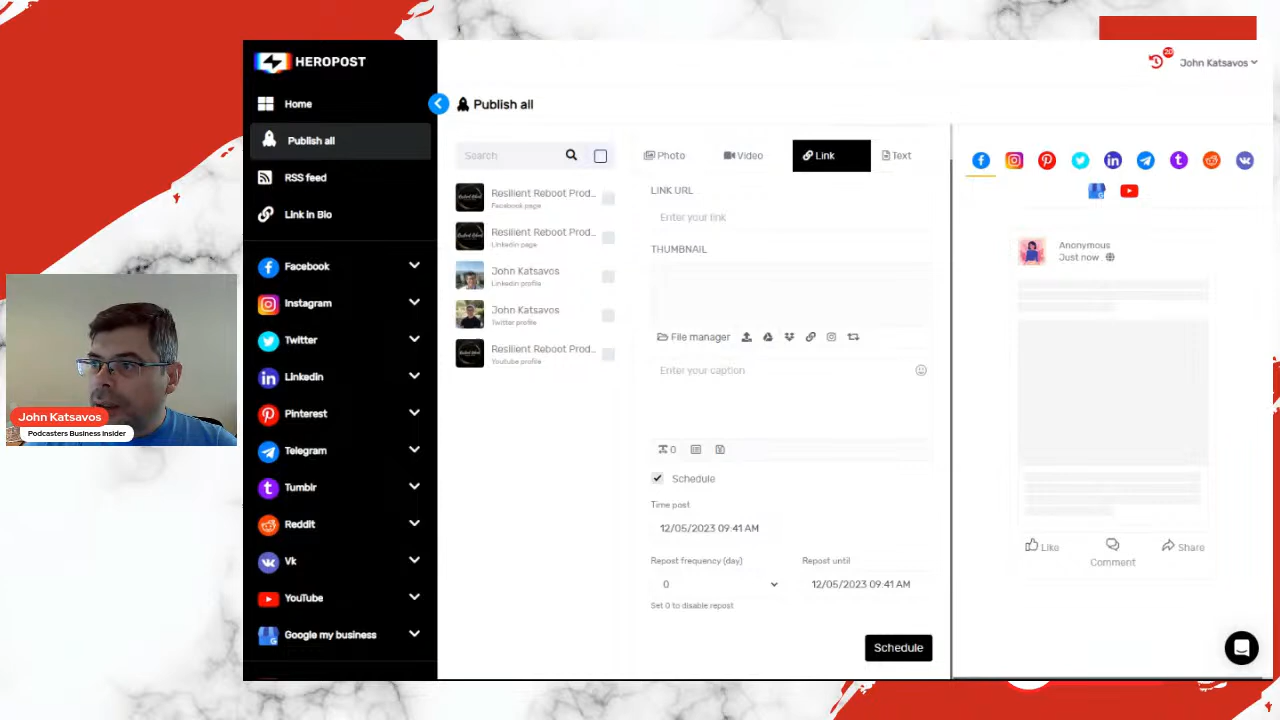 HEROPOST
Home
Publish all
RSS feed
Link in Bio
Facebook
Instagram
Twitter
Linkedin
Pinterest
Telegram
Tumblr
Reddit
Vk
YouTube
Google my business
John Katsavos
Podcasters Business Insider
20
John Katsavos
Publish all
Search
Resilient Reboot Prod...
Facebook page
Resilient Reboot Prod...
Linkedin page
John Katsavos
Linkedin profile
John Katsavos
Twitter profile
Resilient Reboot Prod...
Youtube profile
Photo
Video
Link
Text
LINK URL
Enter your link
THUMBNAIL
File manager
Enter your caption
0
Schedule
Time post
12/05/2023 09:41 AM
Repost frequency (day)
Repost until
0
12/05/2023 09:41 AM
Set 0 to disable repost
Schedule
Anonymous
Just now
Like
Comment
Share